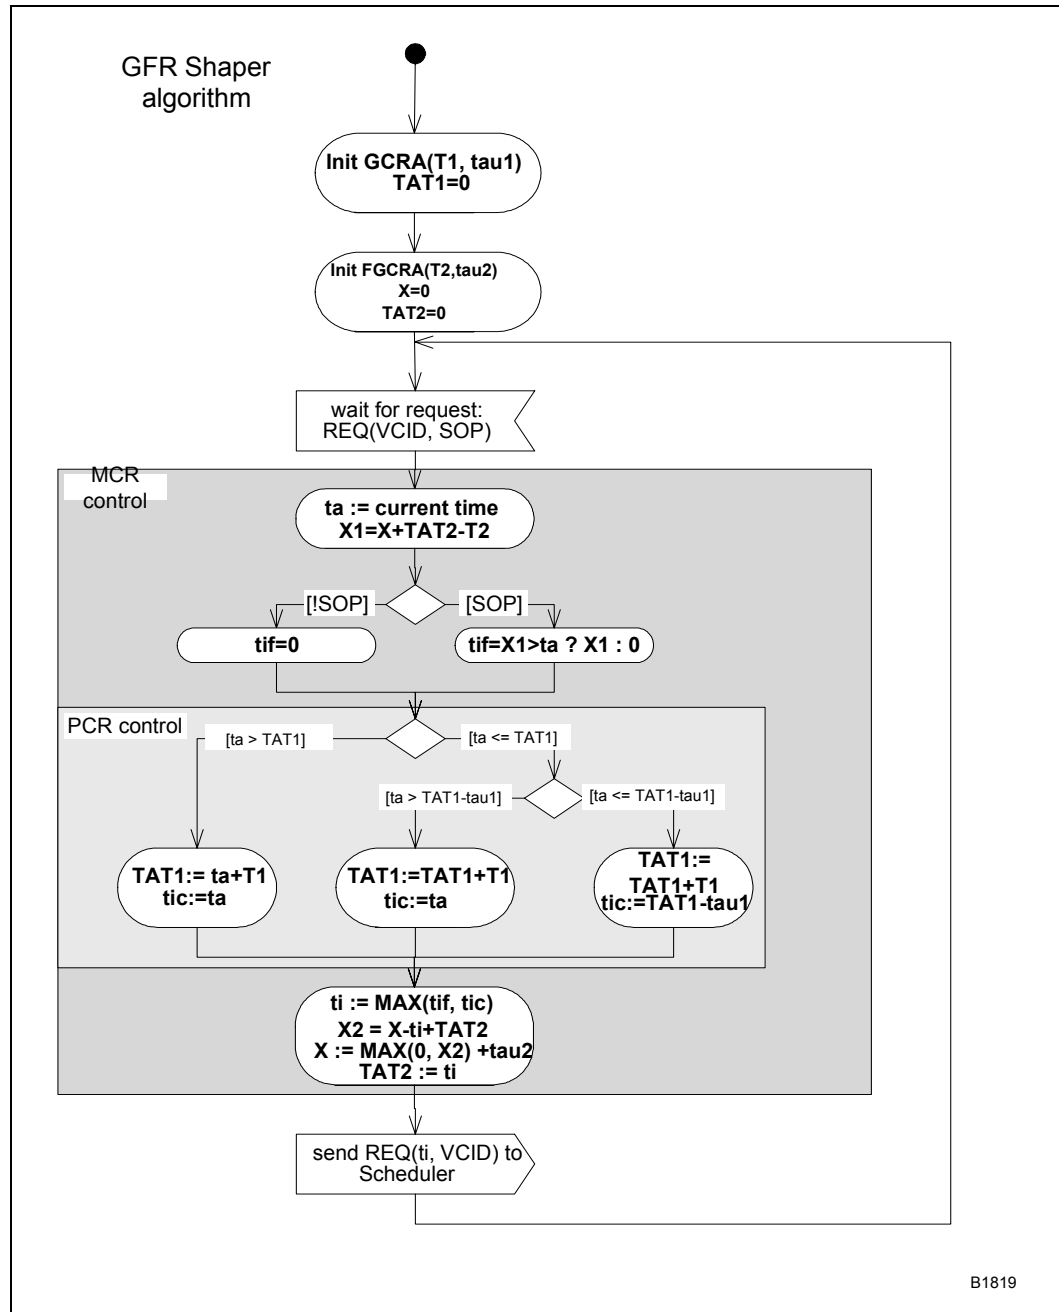 GFR Shaper
algorithm
Init GCRA(T1, tau1)
TAT1=0
Init FGCRA(T2,tau2)
X=0
TAT2=0
wait for request:
REQ(VCID, SOP)
MCR
control
ta := current time
X1=X+TAT2-T2
[!SOP]
[SOP]
tif=0
tif=X1>ta ? X1 : 0
PCR control
[ta > TAT1]
[ta <= TAT1]
[ta > TAT1-tau1]
[ta <= TAT1-tau1]
TAT1:= ta+T1
tic:=ta
TAT1:=TAT1+T1
tic:=ta
TAT1:=
TAT1+T1
tic:=TAT1-tau1
ti := MAX(tif, tic)
X2 = X-ti+TAT2
X := MAX(0, X2) +tau2
TAT2 := ti
send REQ(ti, VCID) to
Scheduler
B1819